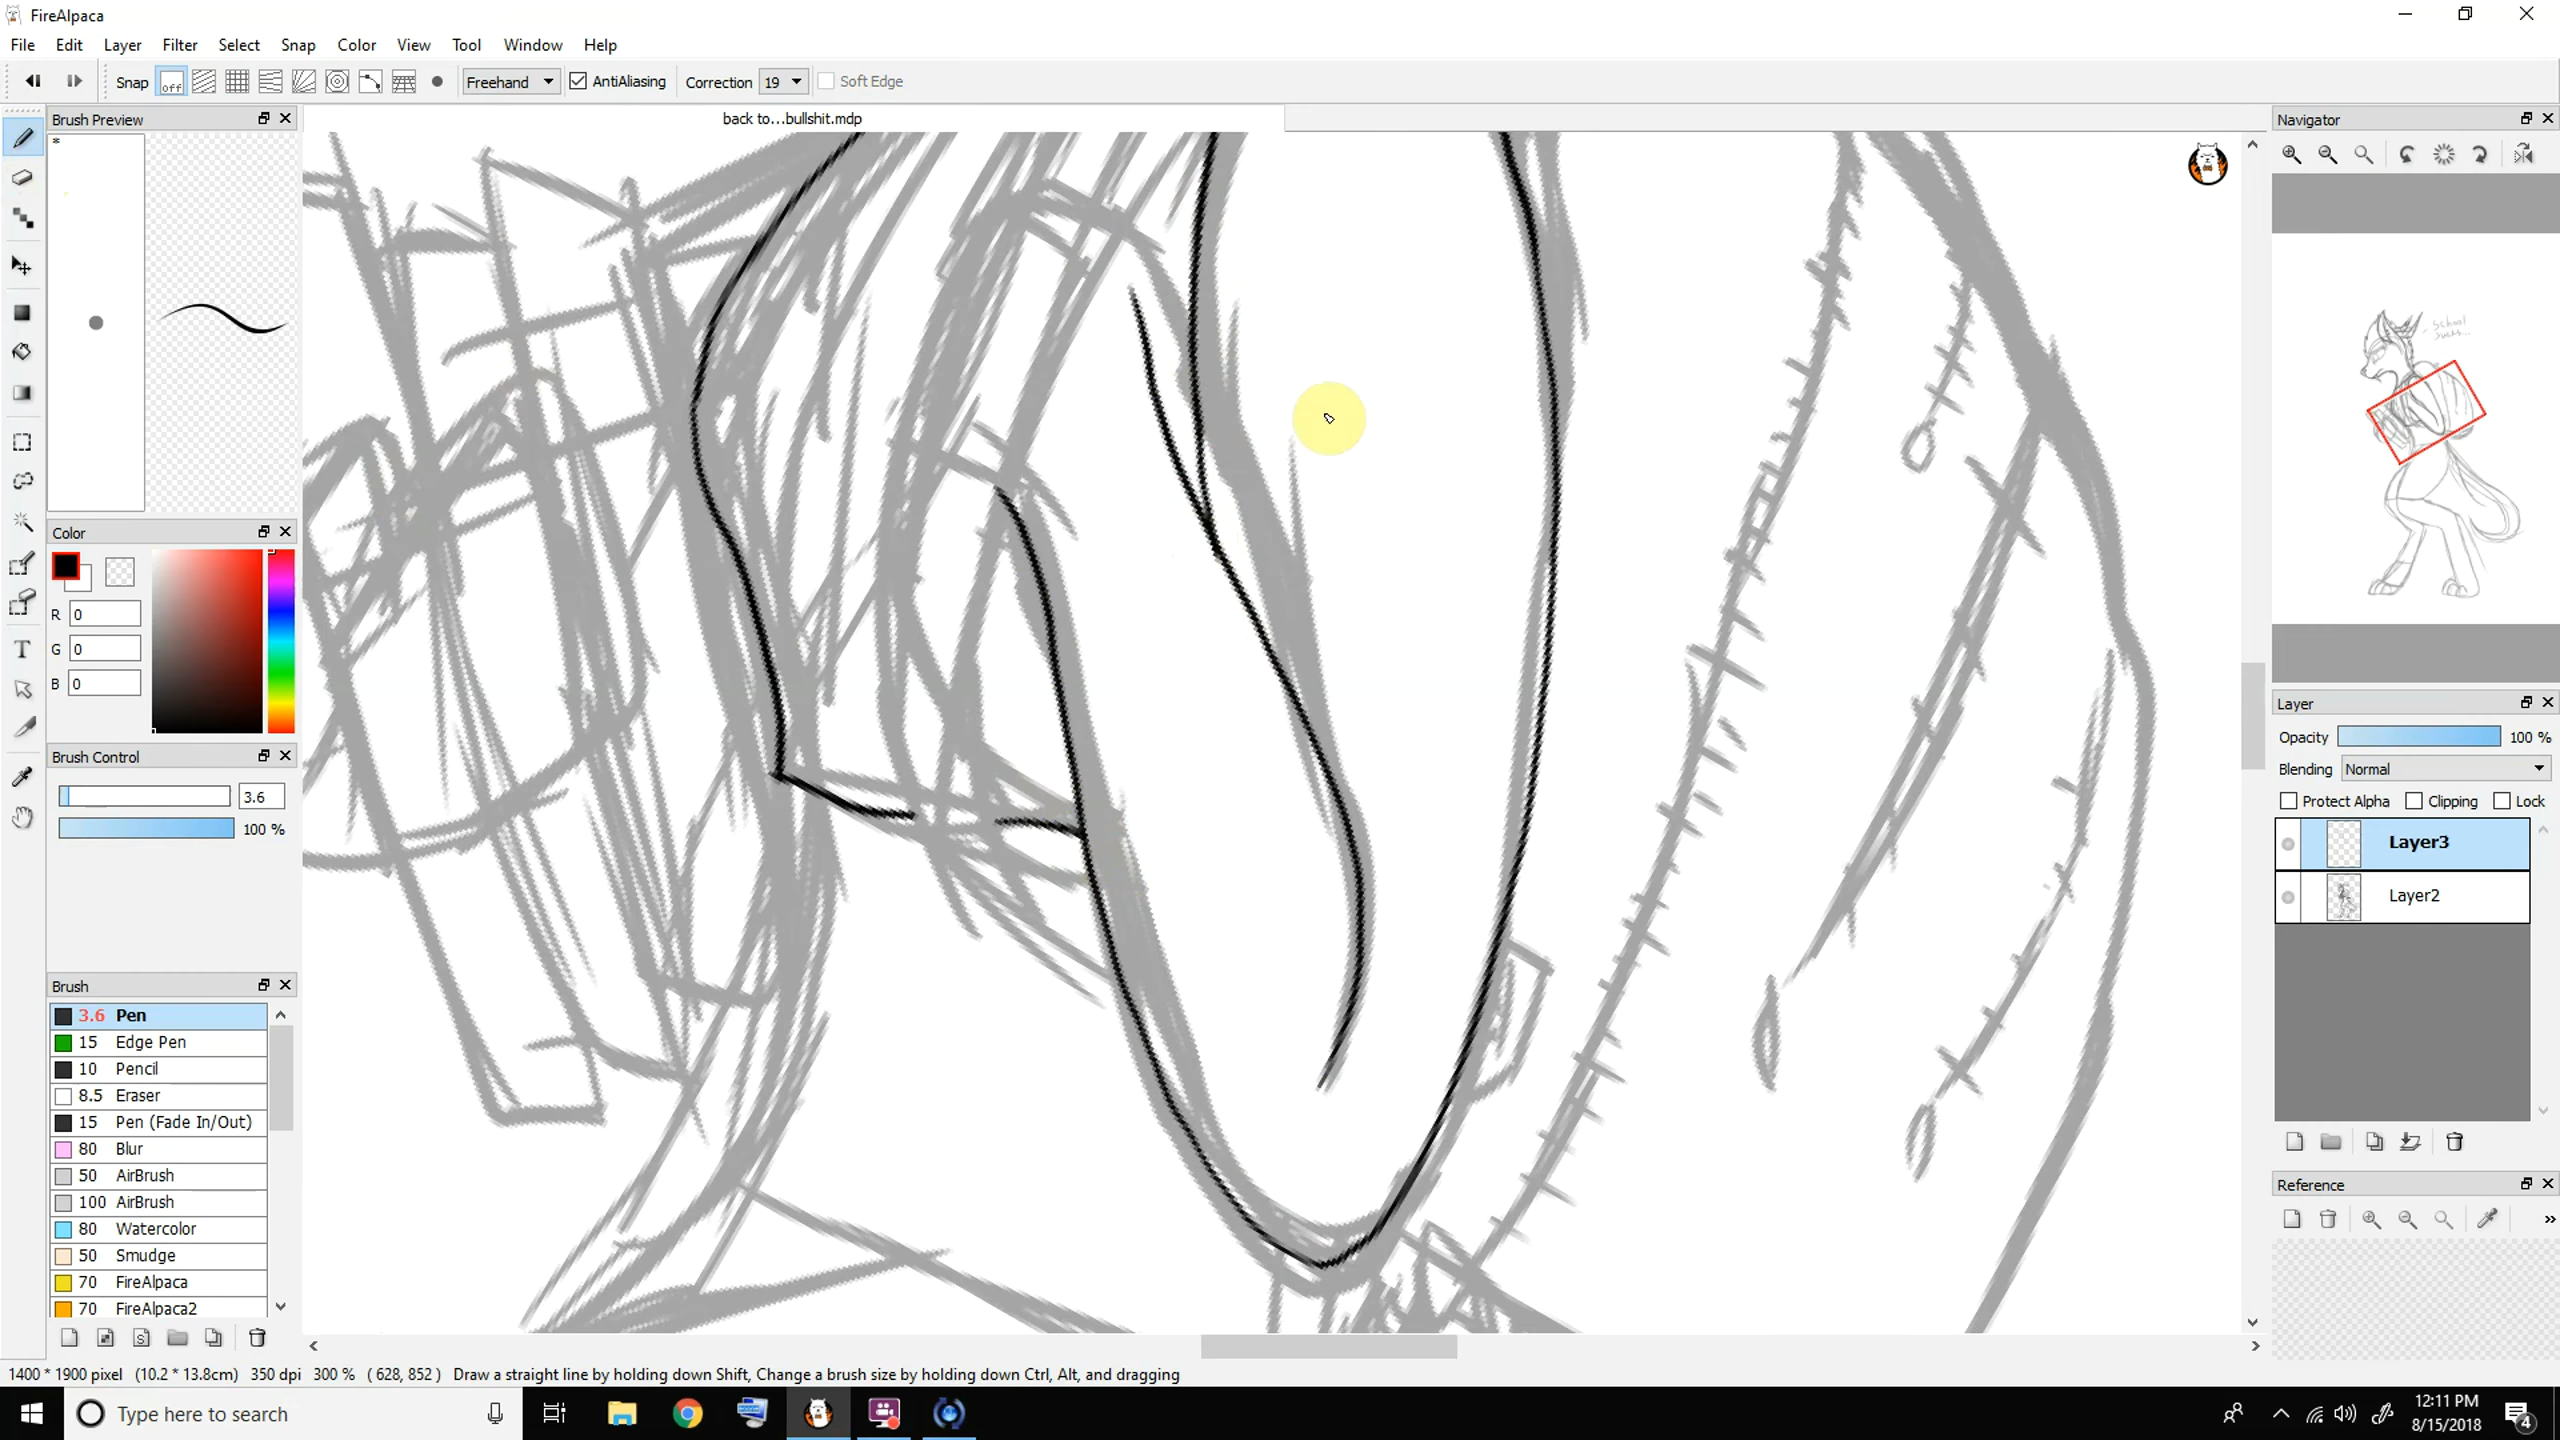 FireAlpaca
File Edit Layer Filter Select Snap Color View Tool Window Help
Snap off Freehand AntiAliasing Correction 19 Soft Edge
Brush Preview
back to...bullshit.mdp
Navigator
School
sucks...
Color
R 0
G 0
B 0
Brush Control
3.6
100 %
Layer
Opacity 100 %
Blending Normal
Protect Alpha Clipping Lock
Layer3
Layer2
Brush
3.6 Pen
15 Edge Pen
10 Pencil
8.5 Eraser
15 Pen (Fade In/Out)
80 Blur
50 AirBrush
100 AirBrush
80 Watercolor
50 Smudge
70 FireAlpaca
70 FireAlpaca2
Reference
1400 * 1900 pixel (10.2 * 13.8cm) 350 dpi 300 % ( 628, 852 ) Draw a straight line by holding down Shift, Change a brush size by holding down Ctrl, Alt, and dragging
Type here to search
12:11 PM
8/15/2018
4